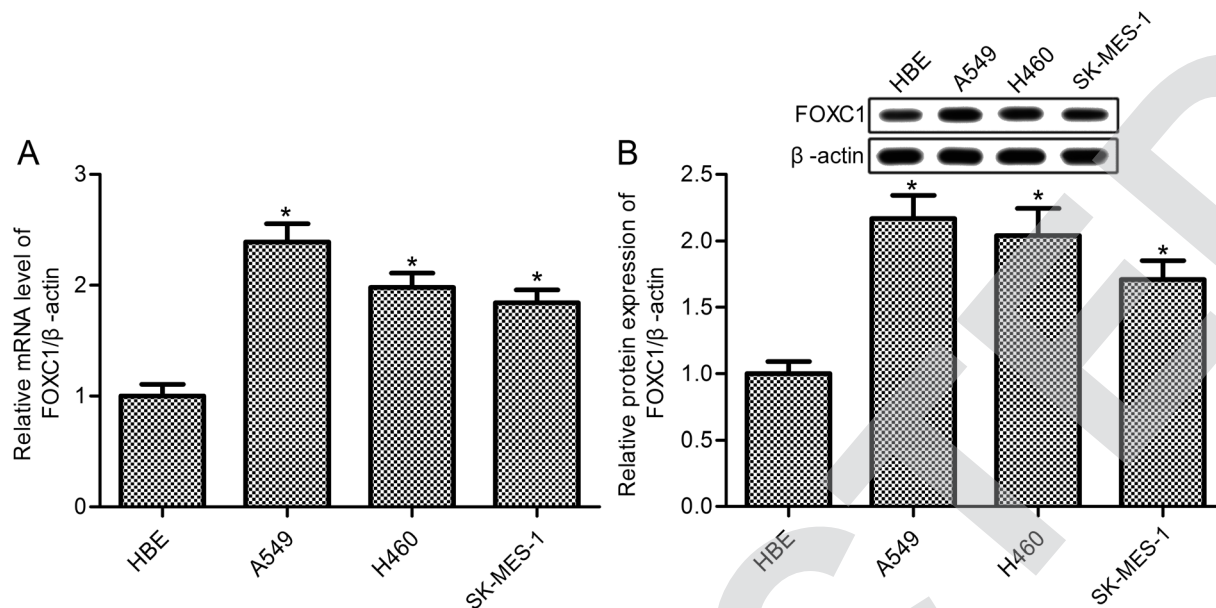 A
Relative mRNA level of
FOXC1/β -actin
3
2
1
0
*
*
*
HBE
A549
H460
SK-MES-1
B
HBE
A549
H460
SK-MES-1
FOXC1
β -actin
Relative protein expression of
FOXC1/β -actin
2.5
2.0
1.5
1.0
0.5
0.0
*
*
*
HBE
A549
H460
SK-MES-1